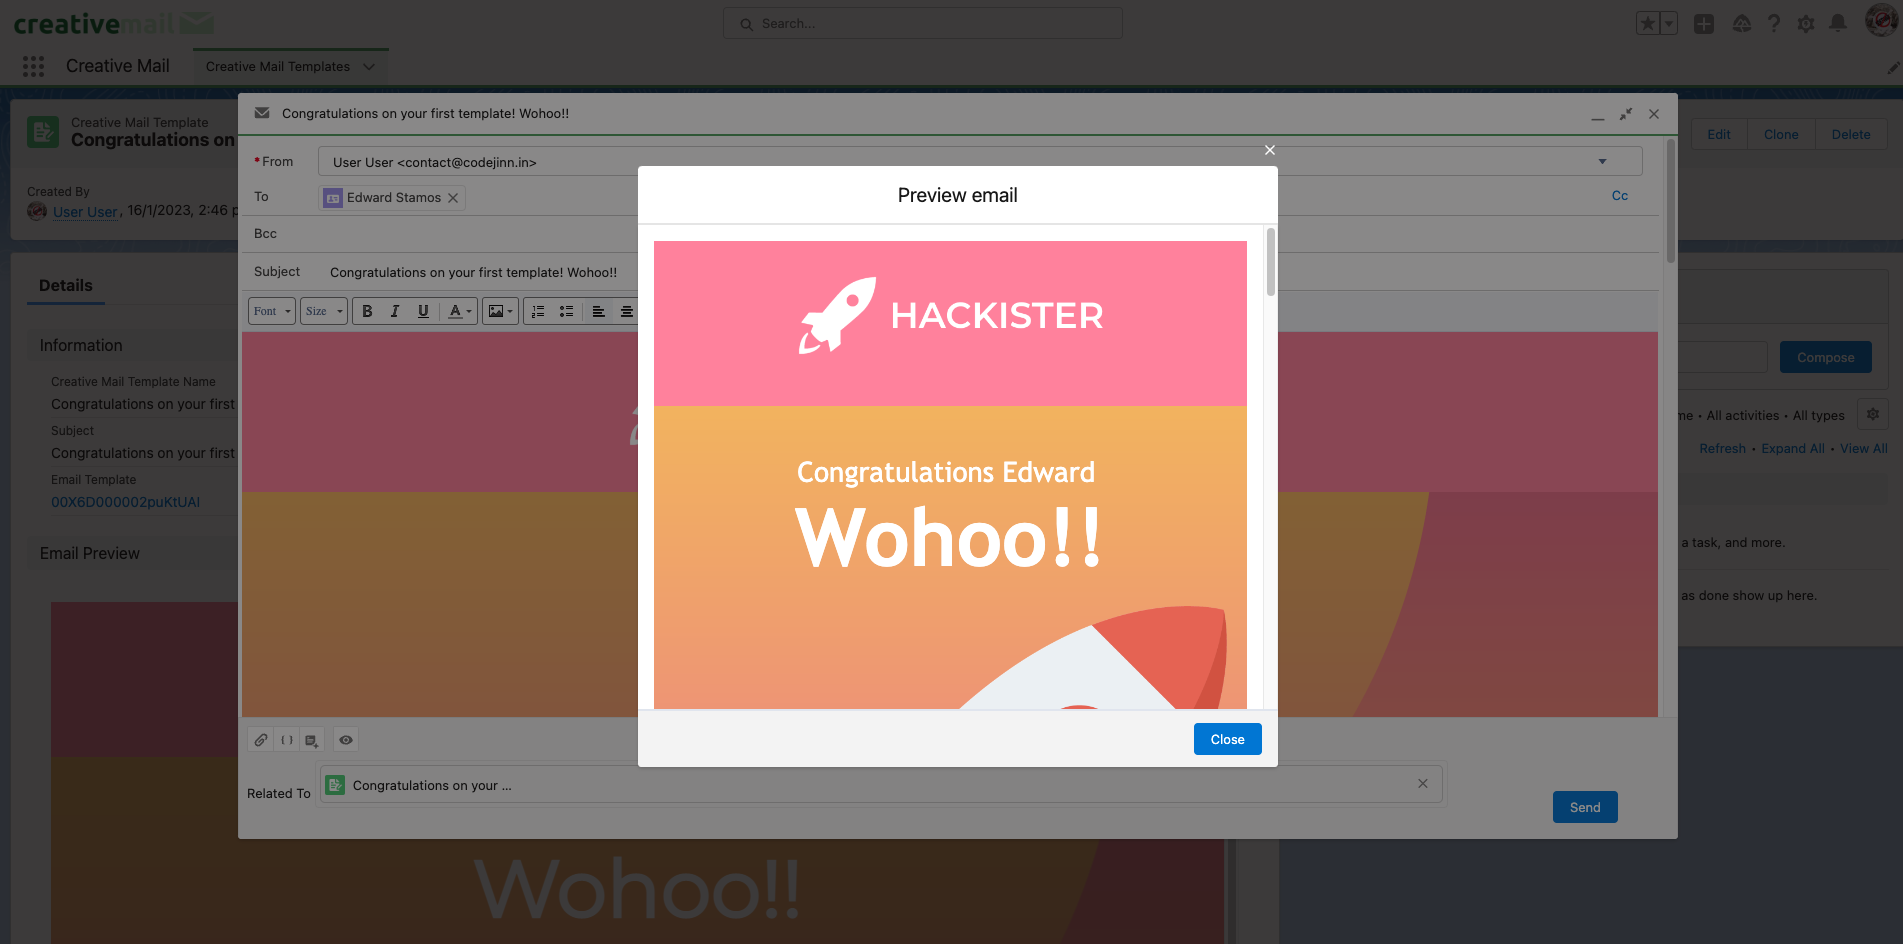 creativemail
Search...
Creative Mail
Creative Mail Templates
Creative Mail Template
Congratulations on
Edit
Clone
Delete
Created By
User User, 16/1/2023, 2:46
Details
Information
Creative Mail Template Name
Congratulations on your first
Subject
Congratulations on your first
Email Template
00X6D000002puKtUAI
Email Preview
Wohoo!!
Congratulations on your first template! Wohoo!!
*From
User User <contact@codejinn.in>
To
Edward Stamos
Cc
Bcc
Subject
Congratulations on your first template! Wohoo!!
Font
Size
B
I
U
A
Related To
Congratulations on your ...
Send
Preview email
HACKISTER
Congratulations Edward
Wohoo!!
Close
Compose
me • All activities • All types
Refresh • Expand All • View All
a task, and more.
as done show up here.